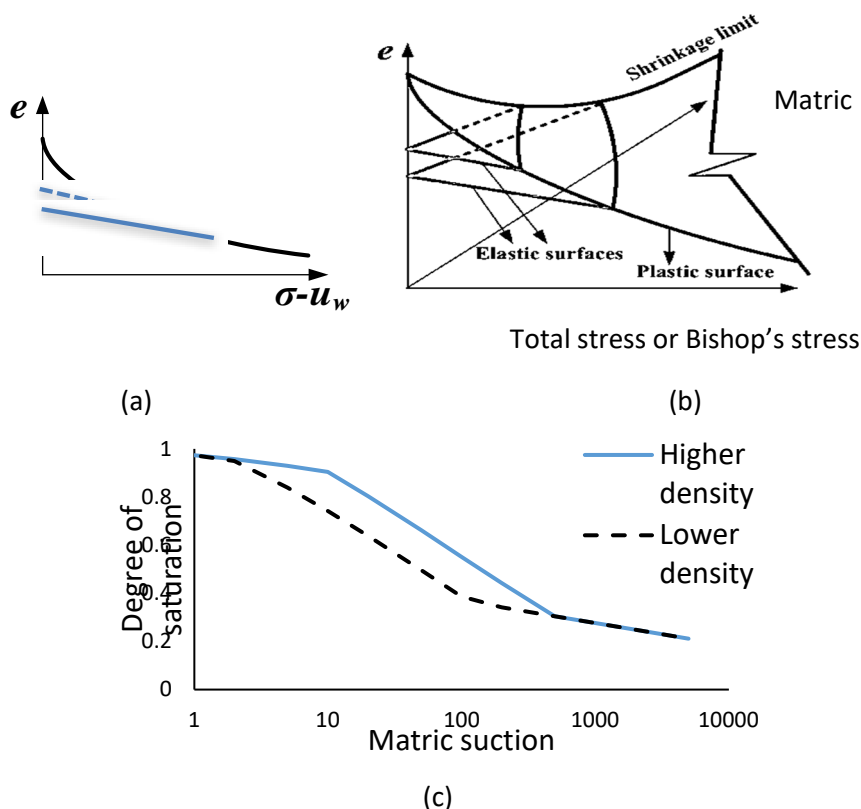 e
σ-u_w
(a)
e
Shrinkage limit
Matric
Elastic surfaces
Plastic surface
Total stress or Bishop’s stress
(b)
1
0.8
0.6
0.4
0.2
0
Degree of
saturation
1
10
100
1000
10000
Matric suction
Higher
density
Lower
density
(c)